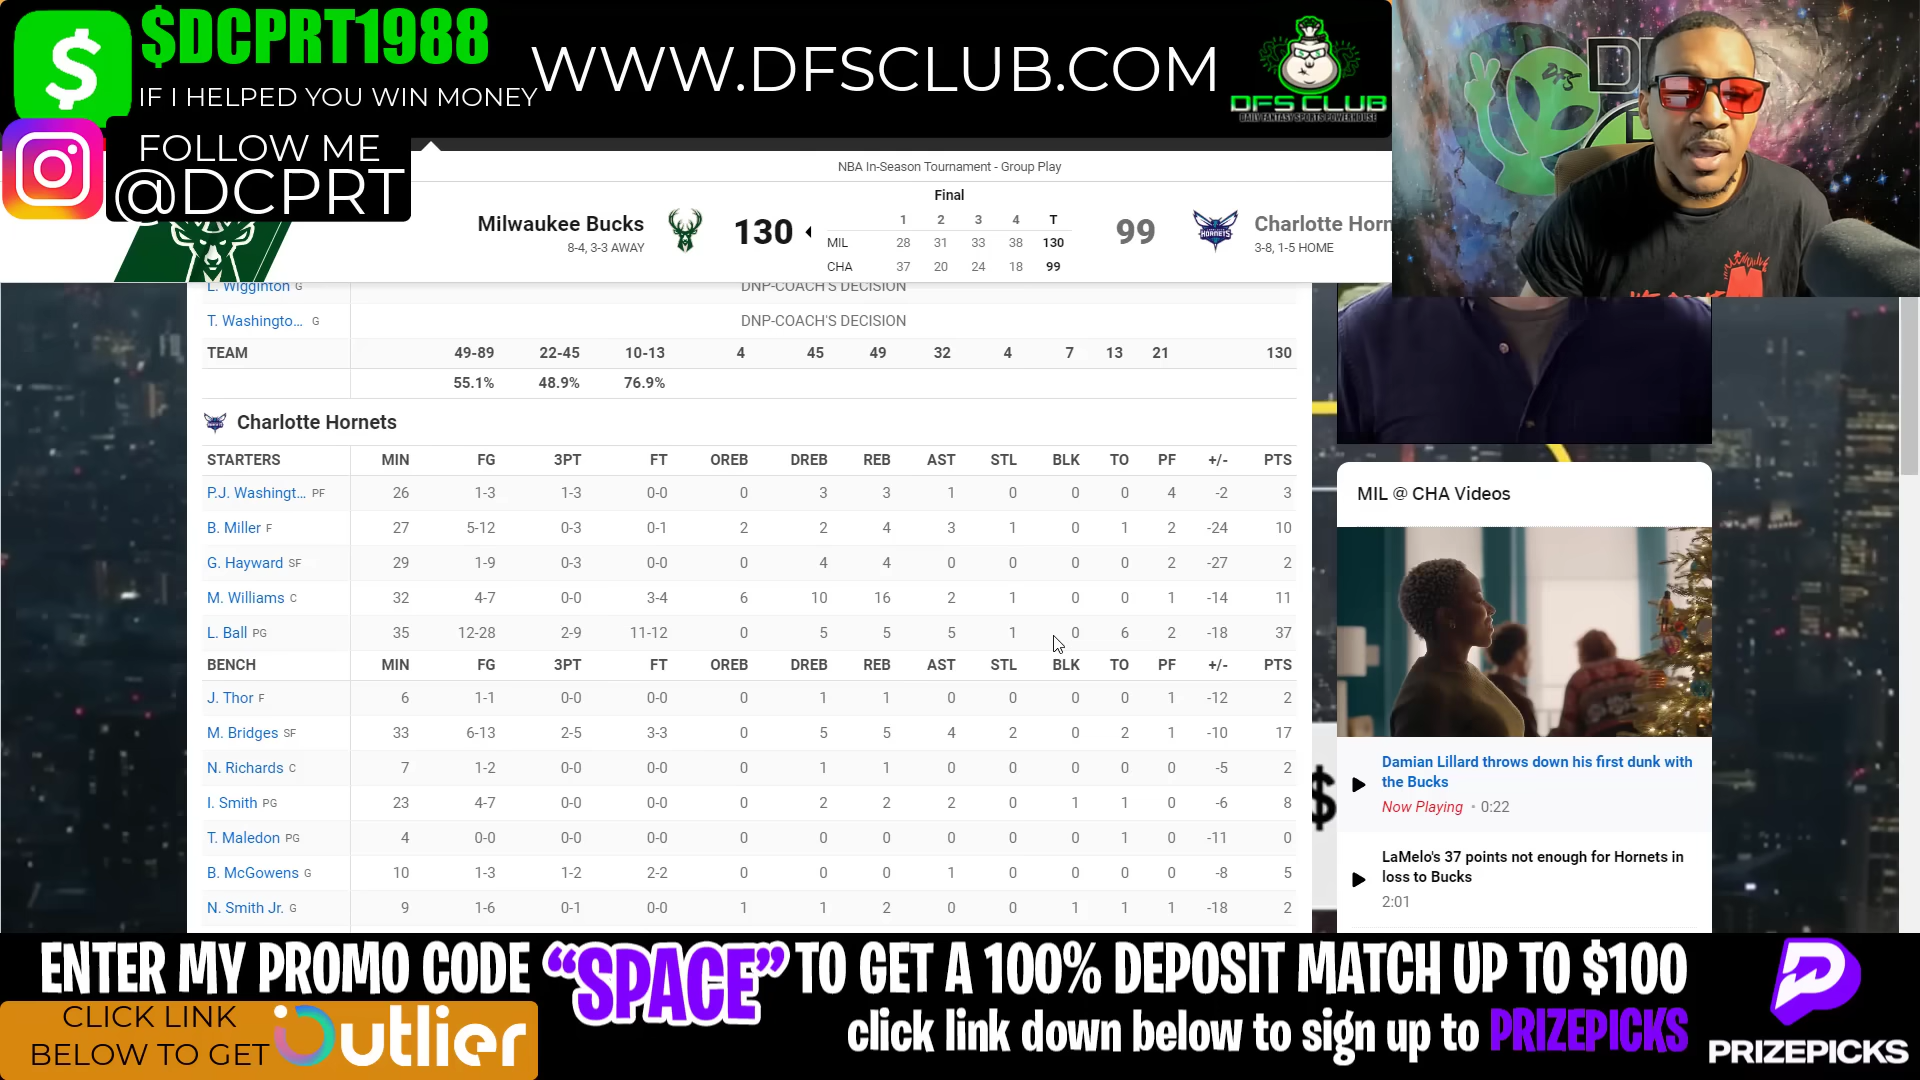 $DCPRT1988
IF I HELPED YOU WIN MONEY
WWW.DFSCLUB.COM
DFS CLUB
DAILY FANTASY SPORTS POWERHOUSE
FOLLOW ME
@DCPRT
NBA In-Season Tournament - Group Play
Final
Milwaukee Bucks
8-4, 3-3 AWAY
130
1 2 3 4 T
MIL 28 31 33 38 130
CHA 37 20 24 18 99
99
HORNETS
Charlotte Horn
3-8, 1-5 HOME
L. Wigginton G DNP-COACH'S DECISION
T. Washingto... G DNP-COACH'S DECISION
TEAM 49-89 22-45 10-13 4 45 49 32 4 7 13 21 130
55.1% 48.9% 76.9%
Charlotte Hornets
STARTERS MIN FG 3PT FT OREB DREB REB AST STL BLK TO PF +/- PTS
P.J. Washingt... PF 26 1-3 1-3 0-0 0 3 3 1 0 0 0 4 -2 3
B. Miller F 27 5-12 0-3 0-1 2 2 4 3 1 0 1 2 -24 10
G. Hayward SF 29 1-9 0-3 0-0 0 4 4 0 0 0 0 2 -27 2
M. Williams C 32 4-7 0-0 3-4 6 10 16 2 1 0 0 1 -14 11
L. Ball PG 35 12-28 2-9 11-12 0 5 5 5 1 0 6 2 -18 37
BENCH MIN FG 3PT FT OREB DREB REB AST STL BLK TO PF +/- PTS
J. Thor F 6 1-1 0-0 0-0 0 1 1 0 0 0 0 1 -12 2
M. Bridges SF 33 6-13 2-5 3-3 0 5 5 4 2 0 2 1 -10 17
N. Richards C 7 1-2 0-0 0-0 0 1 1 0 0 0 0 0 -5 2
I. Smith PG 23 4-7 0-0 0-0 0 2 2 2 0 1 1 0 -6 8
T. Maledon PG 4 0-0 0-0 0-0 0 0 0 0 0 0 1 0 -11 0
B. McGowens G 10 1-3 1-2 2-2 0 0 0 1 0 0 0 0 -8 5
N. Smith Jr. G 9 1-6 0-1 0-0 1 1 2 0 0 1 1 1 -18 2
MIL @ CHA Videos
Damian Lillard throws down his first dunk with
the Bucks
Now Playing • 0:22
LaMelo's 37 points not enough for Hornets in
loss to Bucks
2:01
ENTER MY PROMO CODE “SPACE” TO GET A 100% DEPOSIT MATCH UP TO $100
click link down below to sign up to PRIZEPICKS
CLICK LINK
BELOW TO GET
Outlier
PRIZEPICKS